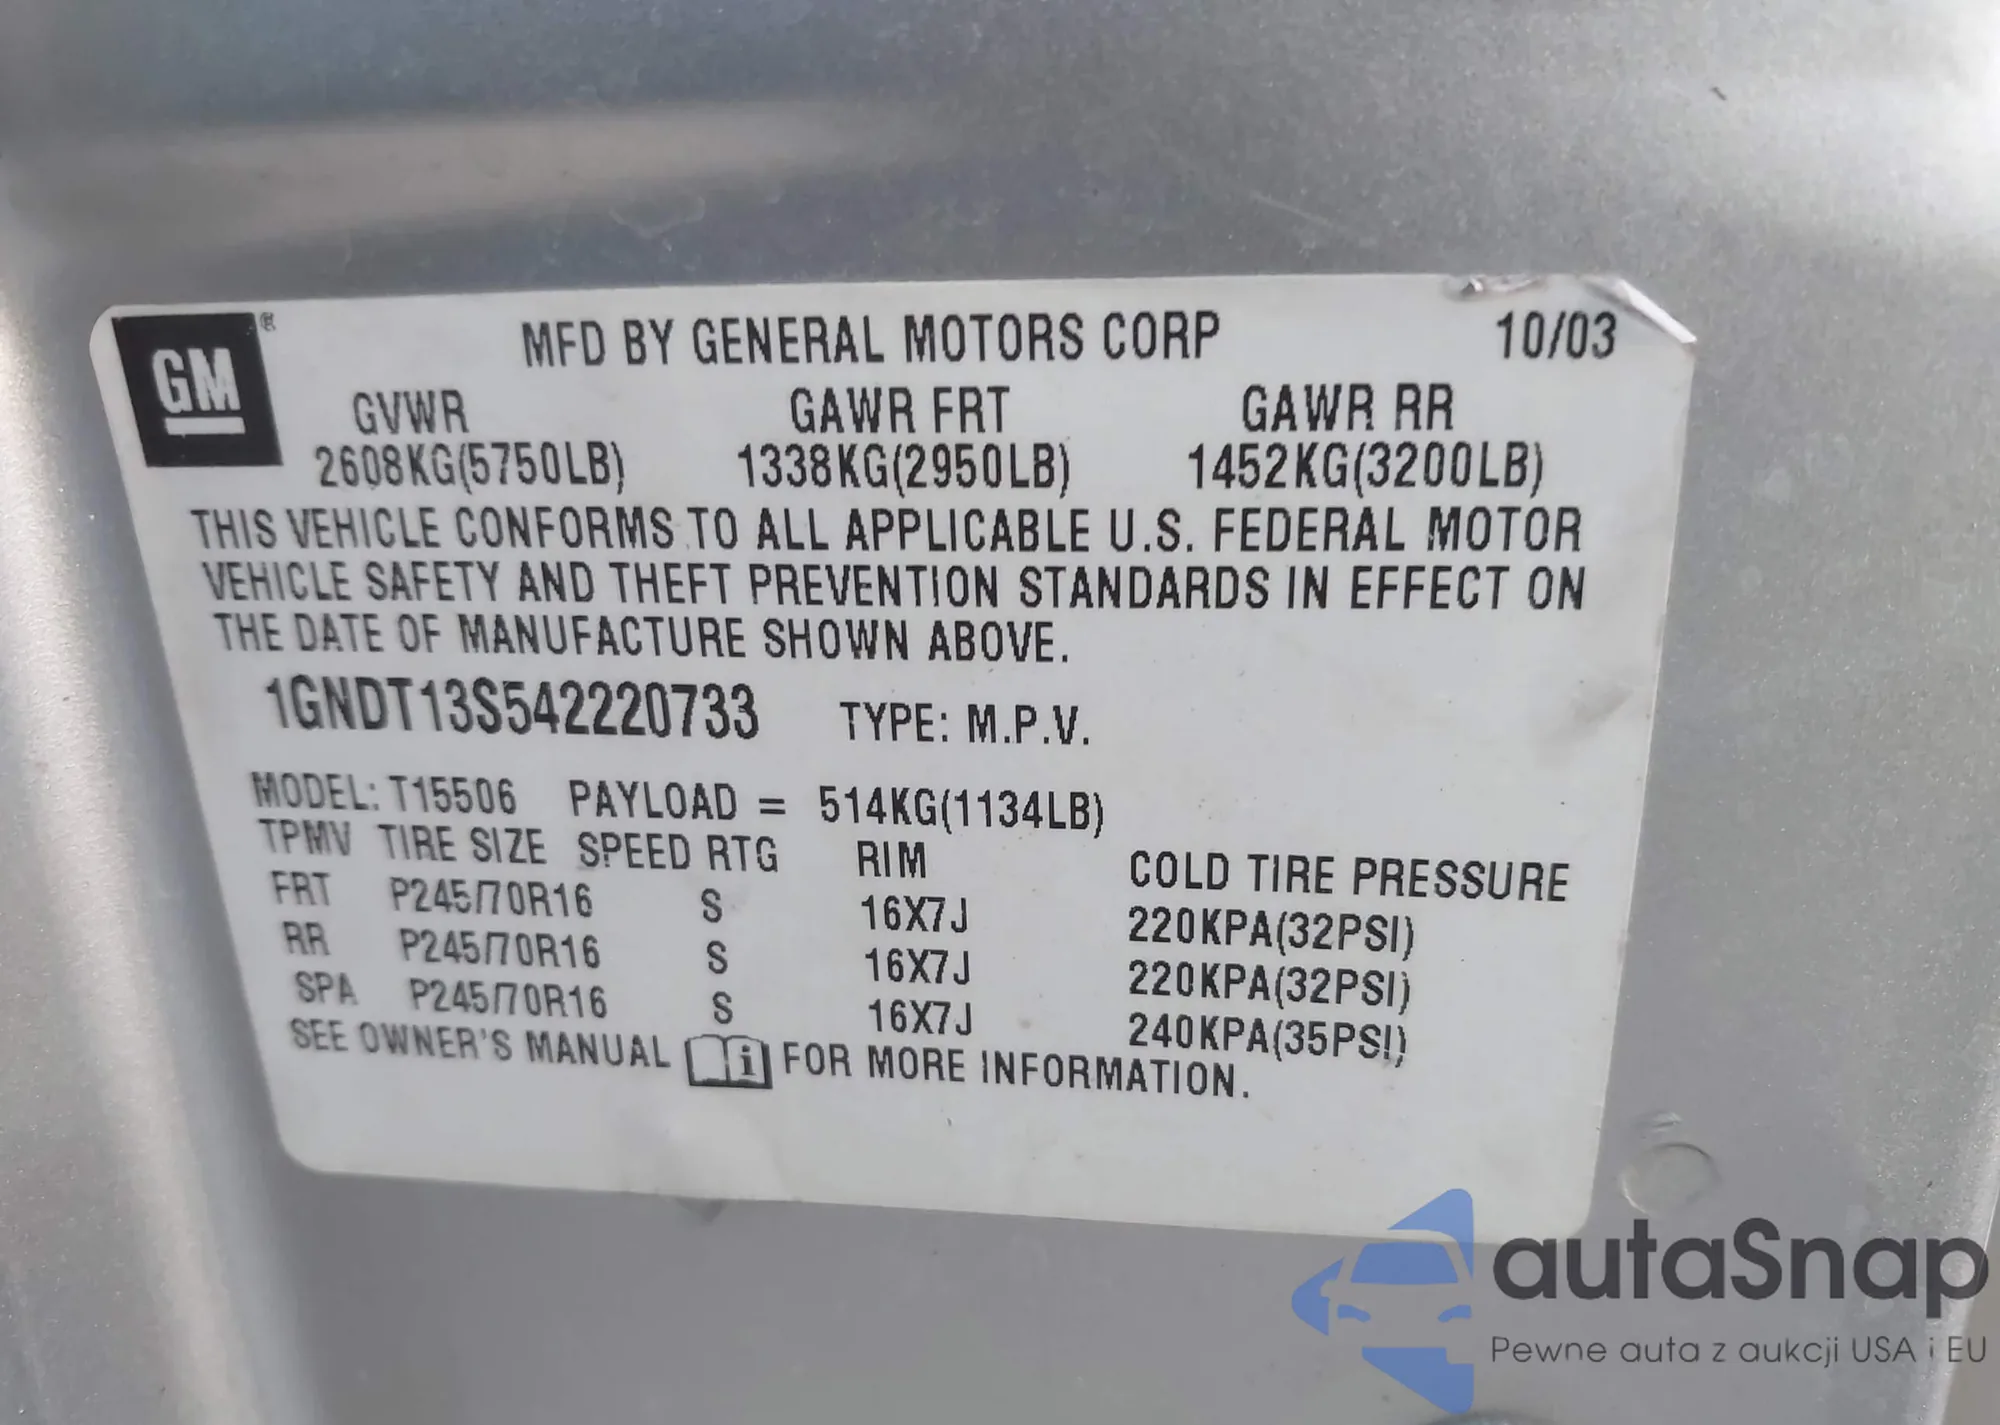 GM®
MFD BY GENERAL MOTORS CORP 10/03
GVWR GAWR FRT GAWR RR
2608KG(5750LB) 1338KG(2950LB) 1452KG(3200LB)
THIS VEHICLE CONFORMS TO ALL APPLICABLE U.S. FEDERAL MOTOR
VEHICLE SAFETY AND THEFT PREVENTION STANDARDS IN EFFECT ON
THE DATE OF MANUFACTURE SHOWN ABOVE.
1GNDT13S542220733 TYPE: M.P.V.
MODEL: T15506 PAYLOAD = 514KG(1134LB)
TPMV TIRE SIZE SPEED RTG RIM COLD TIRE PRESSURE
FRT P245/70R16 S 16X7J 220KPA(32PSI)
RR P245/70R16 S 16X7J 220KPA(32PSI)
SPA P245/70R16 S 16X7J 240KPA(35PSI)
SEE OWNER'S MANUAL i FOR MORE INFORMATION.
autaSnap
Pewne auta z aukcji USA i EU